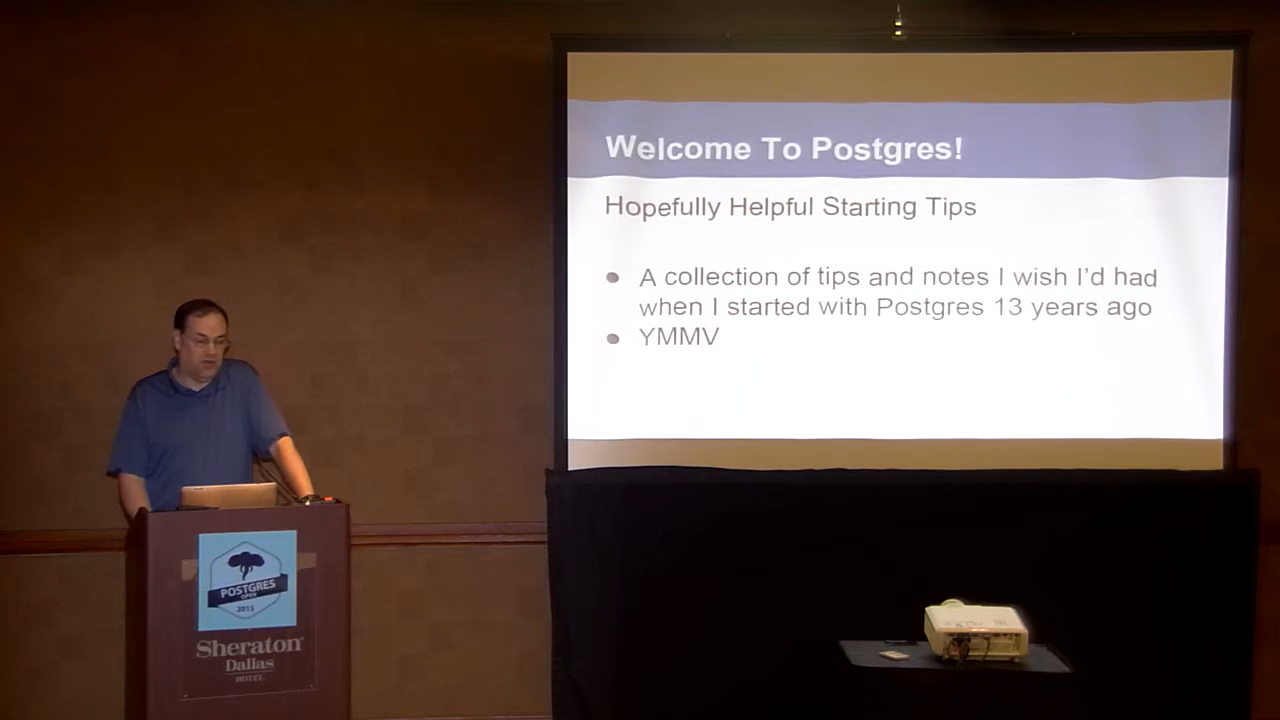 Welcome To Postgres!
Hopefully Helpful Starting Tips
● A collection of tips and notes I wish I'd had
when I started with Postgres 13 years ago
● YMMV
POSTGRES
OPEN
2015
Sheraton
Dallas
HOTEL